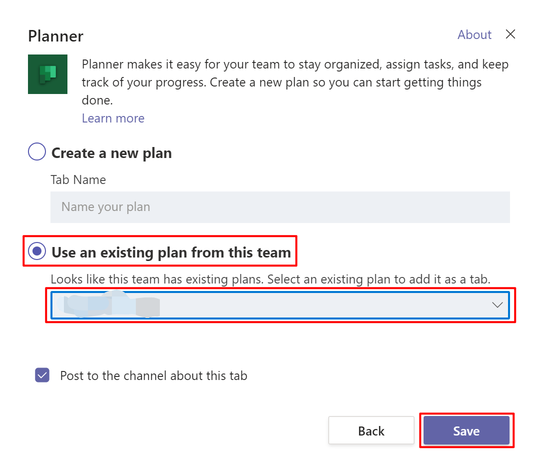 Planner
About
Planner makes it easy for your team to stay organized, assign tasks, and keep
track of your progress. Create a new plan so you can start getting things
done.
Learn more
Create a new plan
Tab Name
Name your plan
Use an existing plan from this team
Looks like this team has existing plans. Select an existing plan to add it as a tab.
Post to the channel about this tab
Back
Save